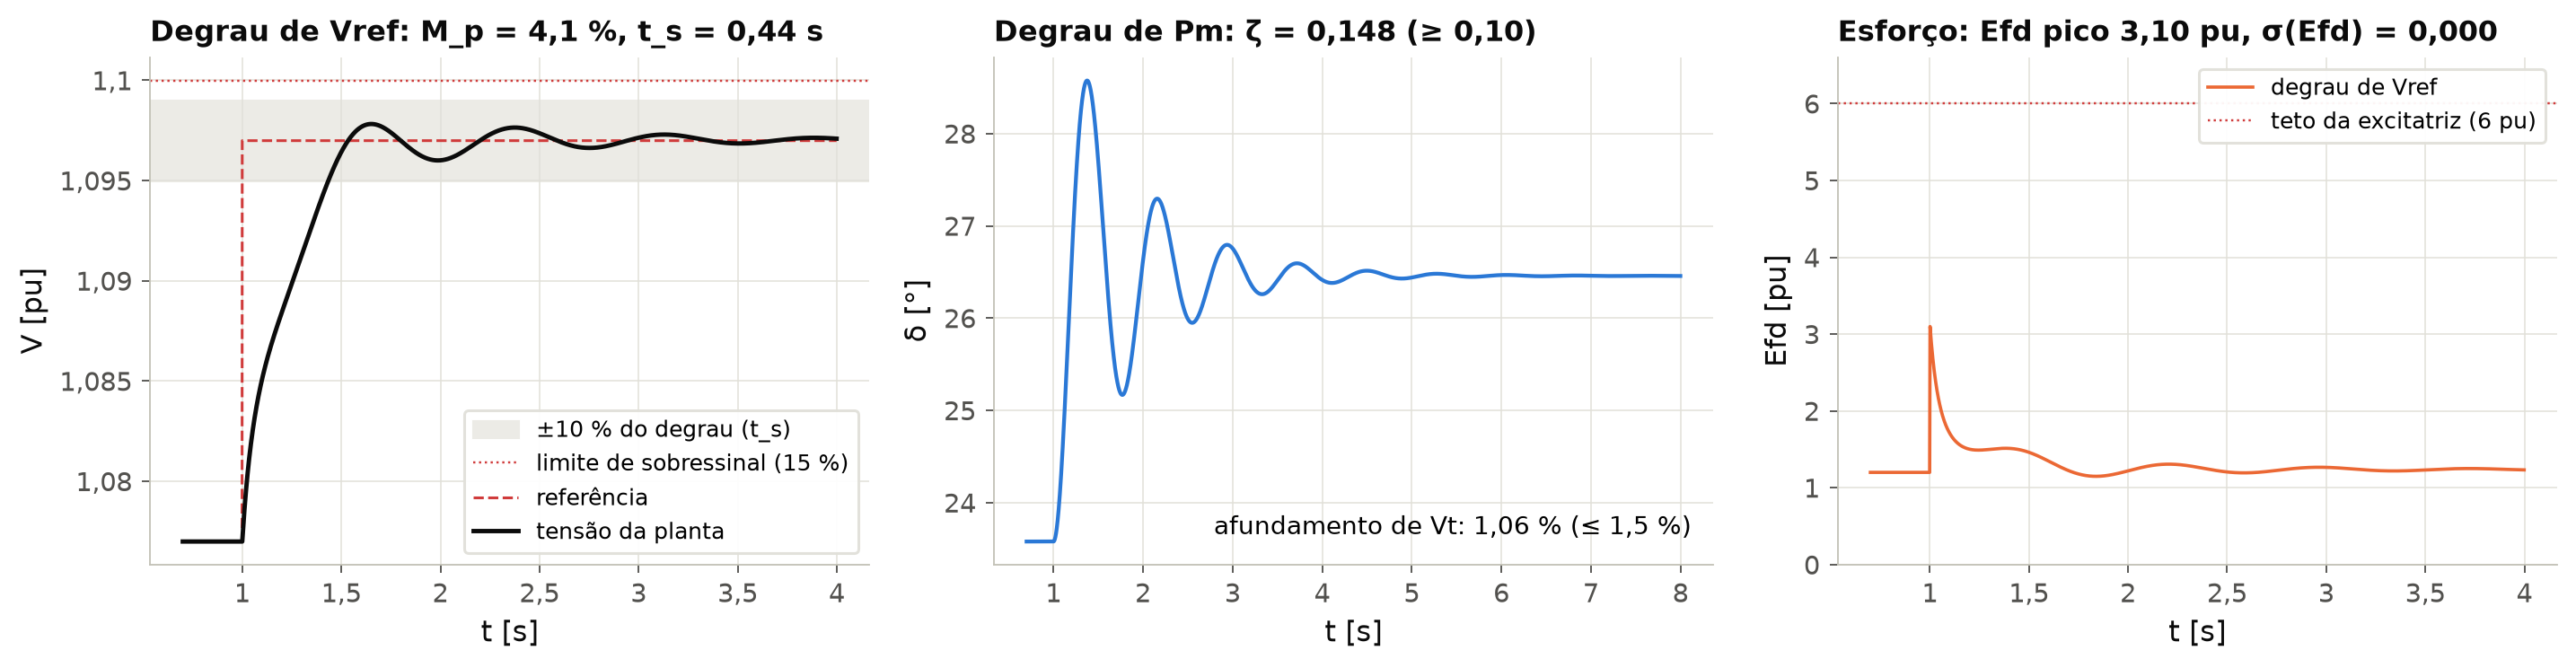 Degrau de Vref: M_p = 4,1 %, t_s = 0,44 s
V [pu]
1,1
1,095
1,09
1,085
1,08
±10 % do degrau (t_s)
limite de sobressinal (15 %)
referência
tensão da planta
1 1,5 2 2,5 3 3,5 4
t [s]
Degrau de Pm: ζ = 0,148 (≥ 0,10)
δ [°]
28
27
26
25
24
afundamento de Vt: 1,06 % (≤ 1,5 %)
1 2 3 4 5 6 7 8
t [s]
Esforço: Efd pico 3,10 pu, σ(Efd) = 0,000
Efd [pu]
degrau de Vref
teto da excitatriz (6 pu)
6
5
4
3
2
1
0
1 1,5 2 2,5 3 3,5 4
t [s]